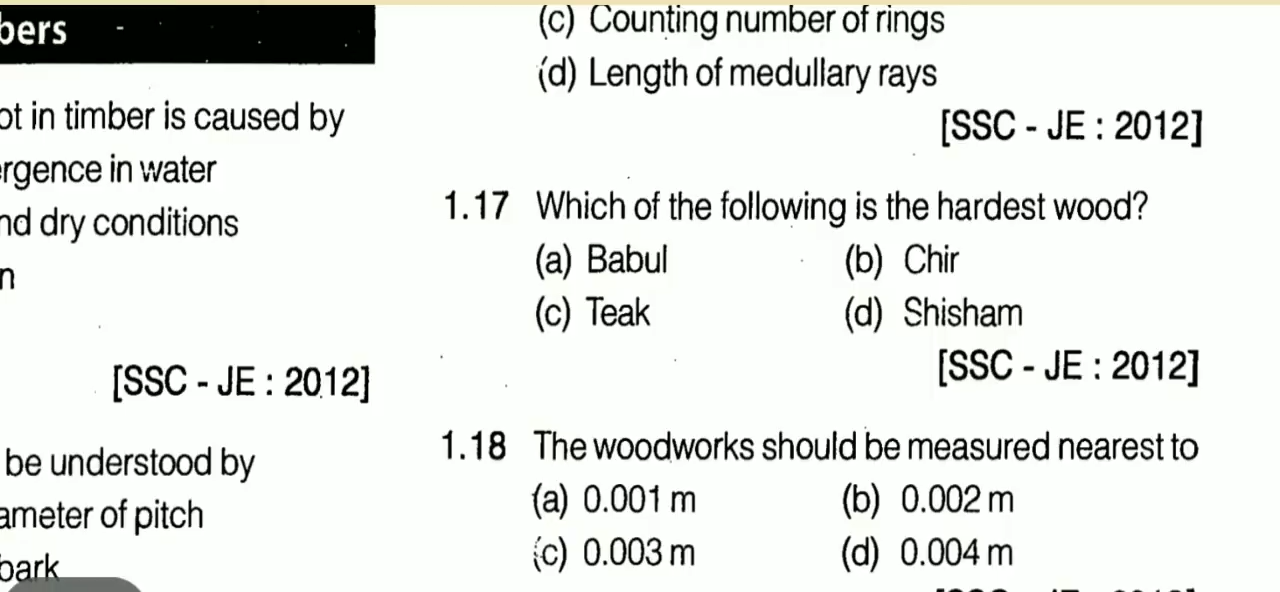 bers
ot in timber is caused by
rgence in water
nd dry conditions
n
[SSC - JE : 2012]
be understood by
ameter of pitch
bark
(c) Counting number of rings
(d) Length of medullary rays
[SSC - JE : 2012]
1.17 Which of the following is the hardest wood?
(a) Babul (b) Chir
(c) Teak (d) Shisham
[SSC - JE : 2012]
1.18 The woodworks should be measured nearest to
(a) 0.001 m (b) 0.002 m
(c) 0.003 m (d) 0.004 m